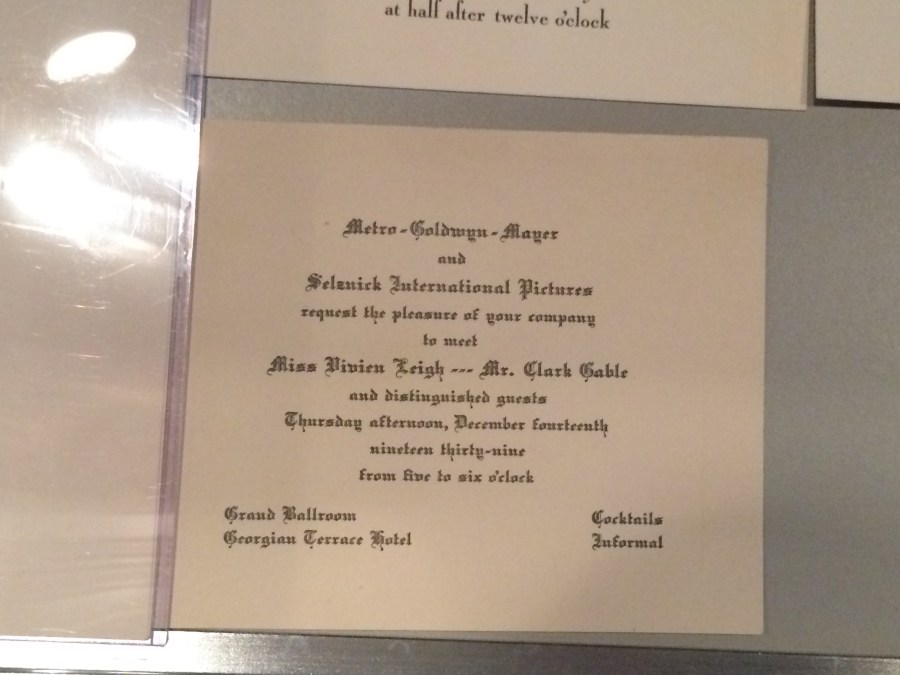 at half after twelve o'clock
Metro-Goldwyn-Mayer
and
Selznick International Pictures
request the pleasure of your company
to meet
Miss Vivien Leigh --- Mr. Clark Gable
and distinguished guests
Thursday afternoon, December fourteenth
nineteen thirty-nine
from five to six o'clock
Grand Ballroom
Georgian Terrace Hotel
Cocktails
Informal